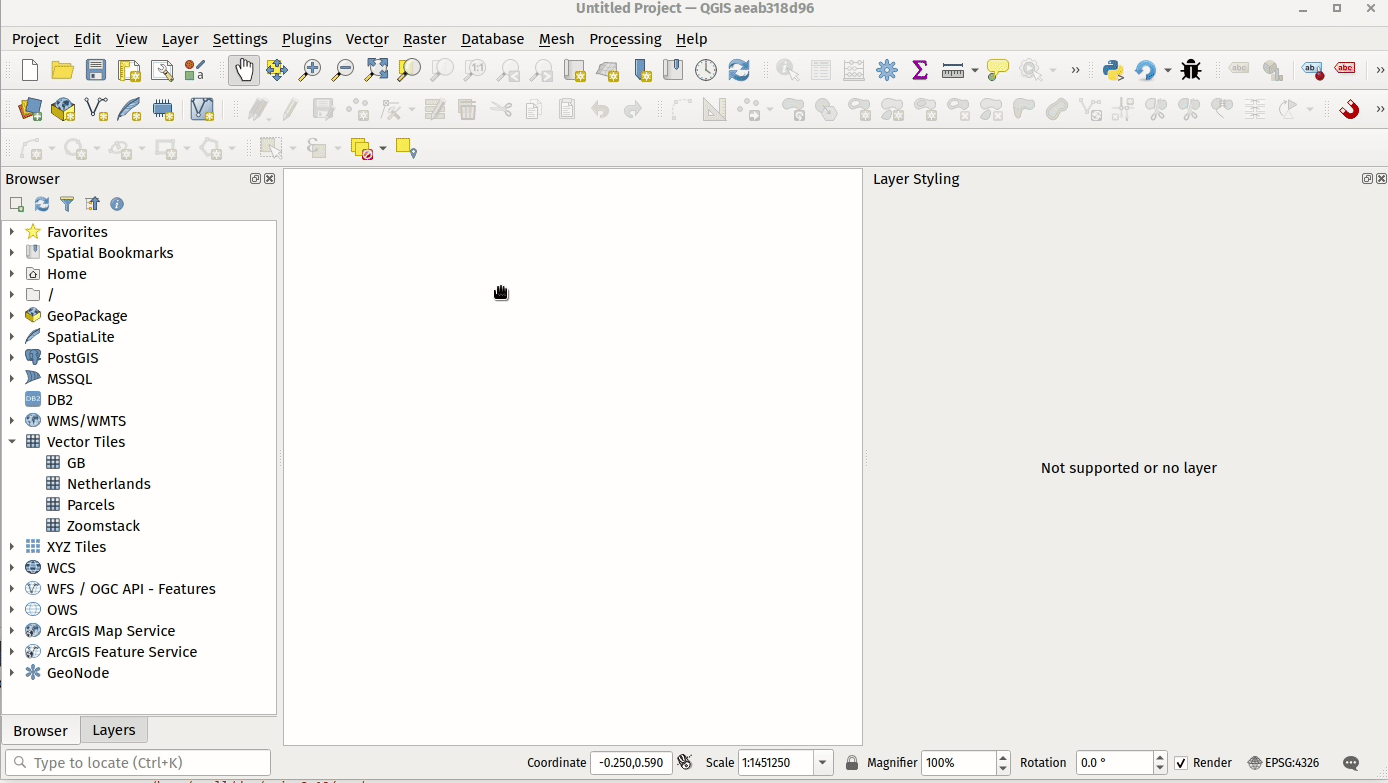 Untitled Project — QGIS aeab318d96
Project Edit View Layer Settings Plugins Vector Raster Database Mesh Processing Help
Browser
Layer Styling
Favorites
Spatial Bookmarks
Home
/
GeoPackage
SpatiaLite
PostGIS
MSSQL
DB2
WMS/WMTS
Vector Tiles
GB
Netherlands
Parcels
Zoomstack
XYZ Tiles
WCS
WFS / OGC API - Features
OWS
ArcGIS Map Service
ArcGIS Feature Service
GeoNode
Not supported or no layer
Browser Layers
Type to locate (Ctrl+K) Coordinate -0.250,0.590 Scale 1:1451250 Magnifier 100% Rotation 0.0 ° Render EPSG:4326